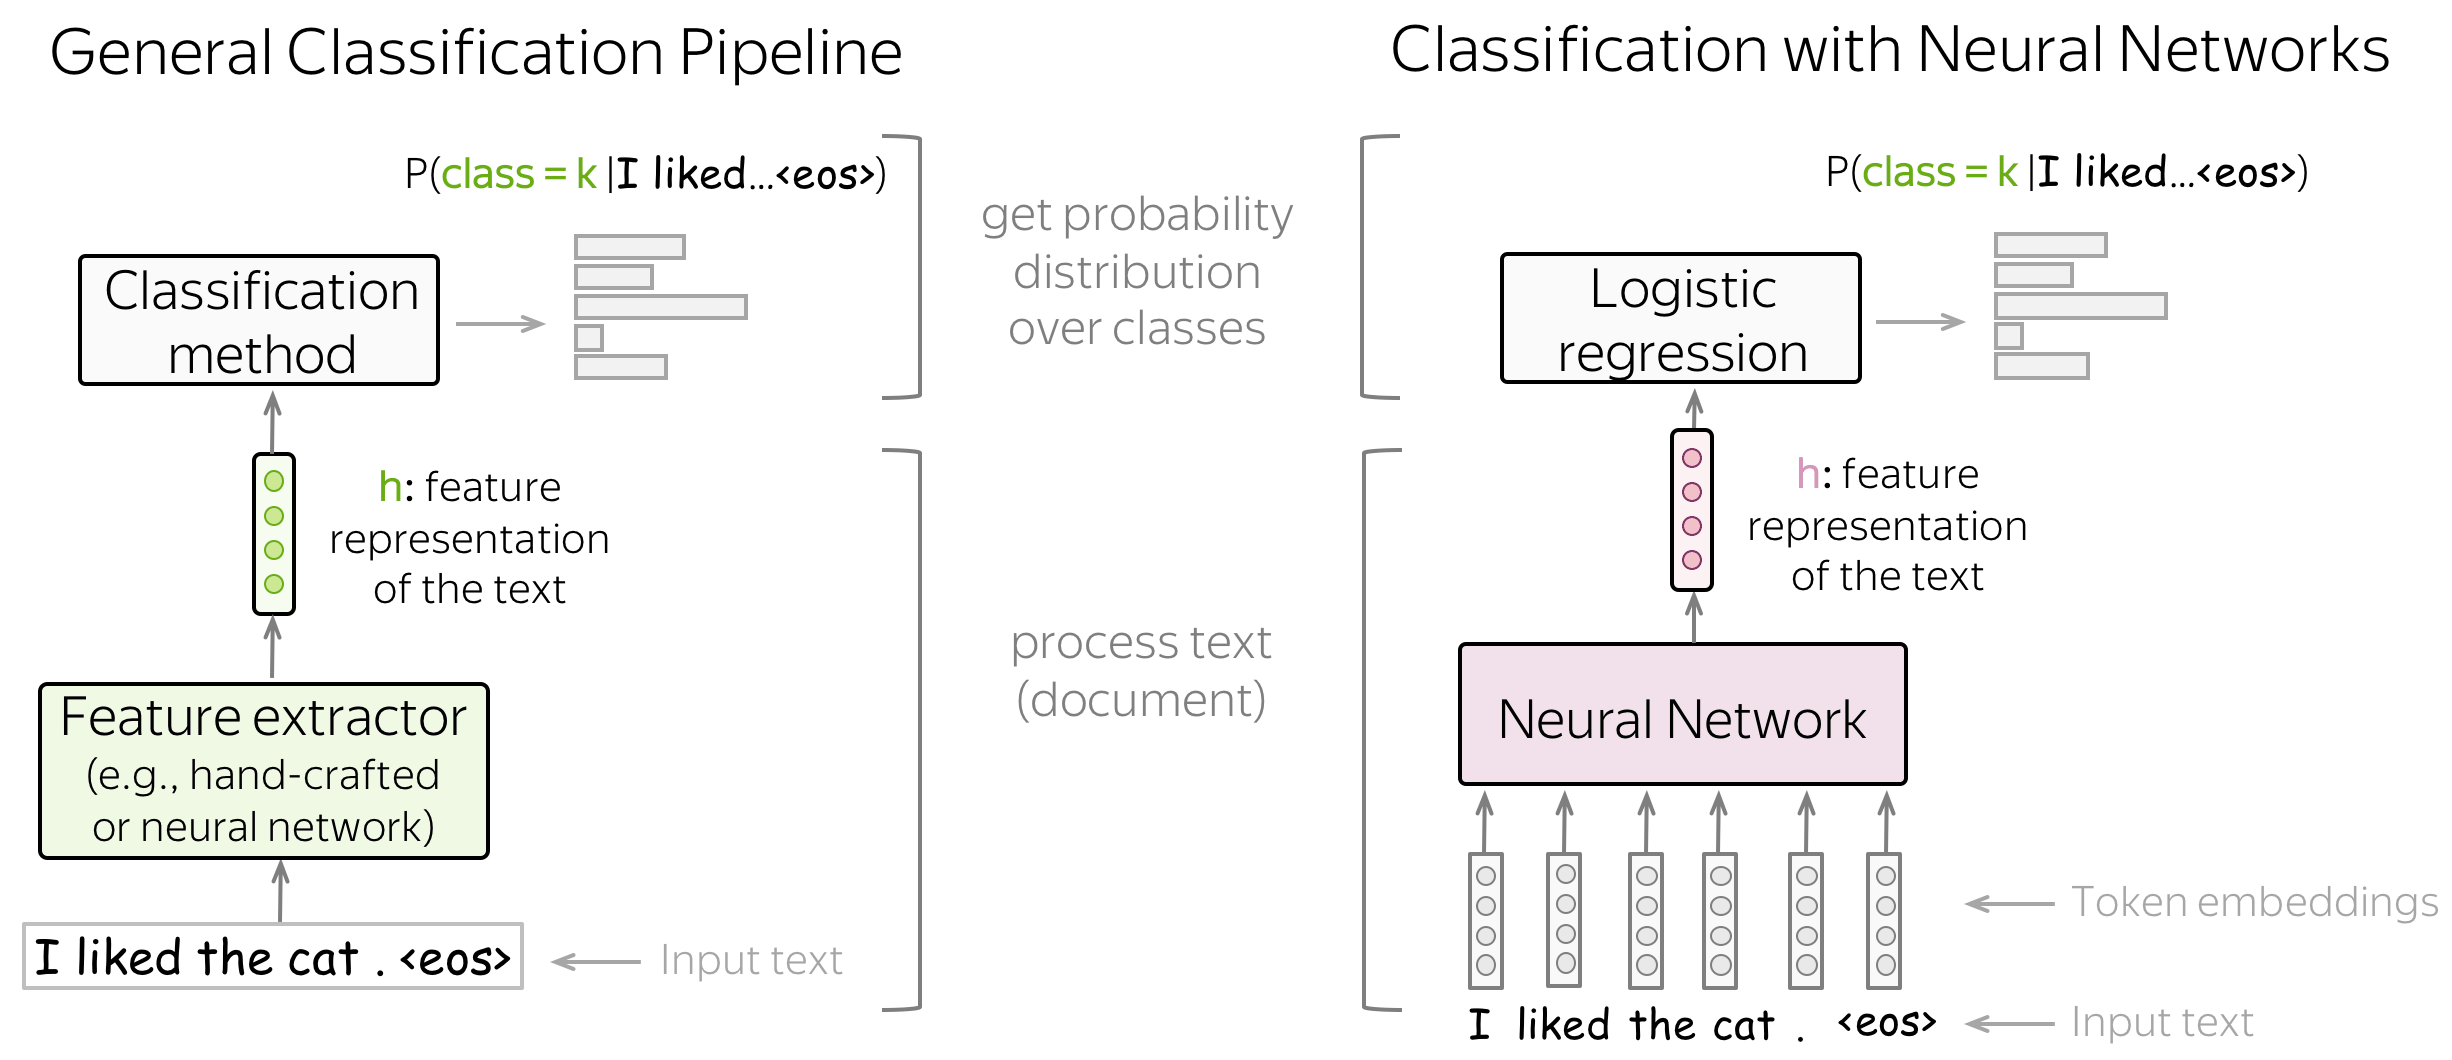 General Classification Pipeline
P(class = k |I liked...<eos>)
Classification
method
h: feature
representation
of the text
Feature extractor
(e.g., hand-crafted
or neural network)
I liked the cat . <eos>
Input text
get probability
distribution
over classes
process text
(document)
Classification with Neural Networks
P(class = k |I liked...<eos>)
Logistic
regression
h: feature
representation
of the text
Neural Network
Token embeddings
I liked the cat . <eos>
Input text